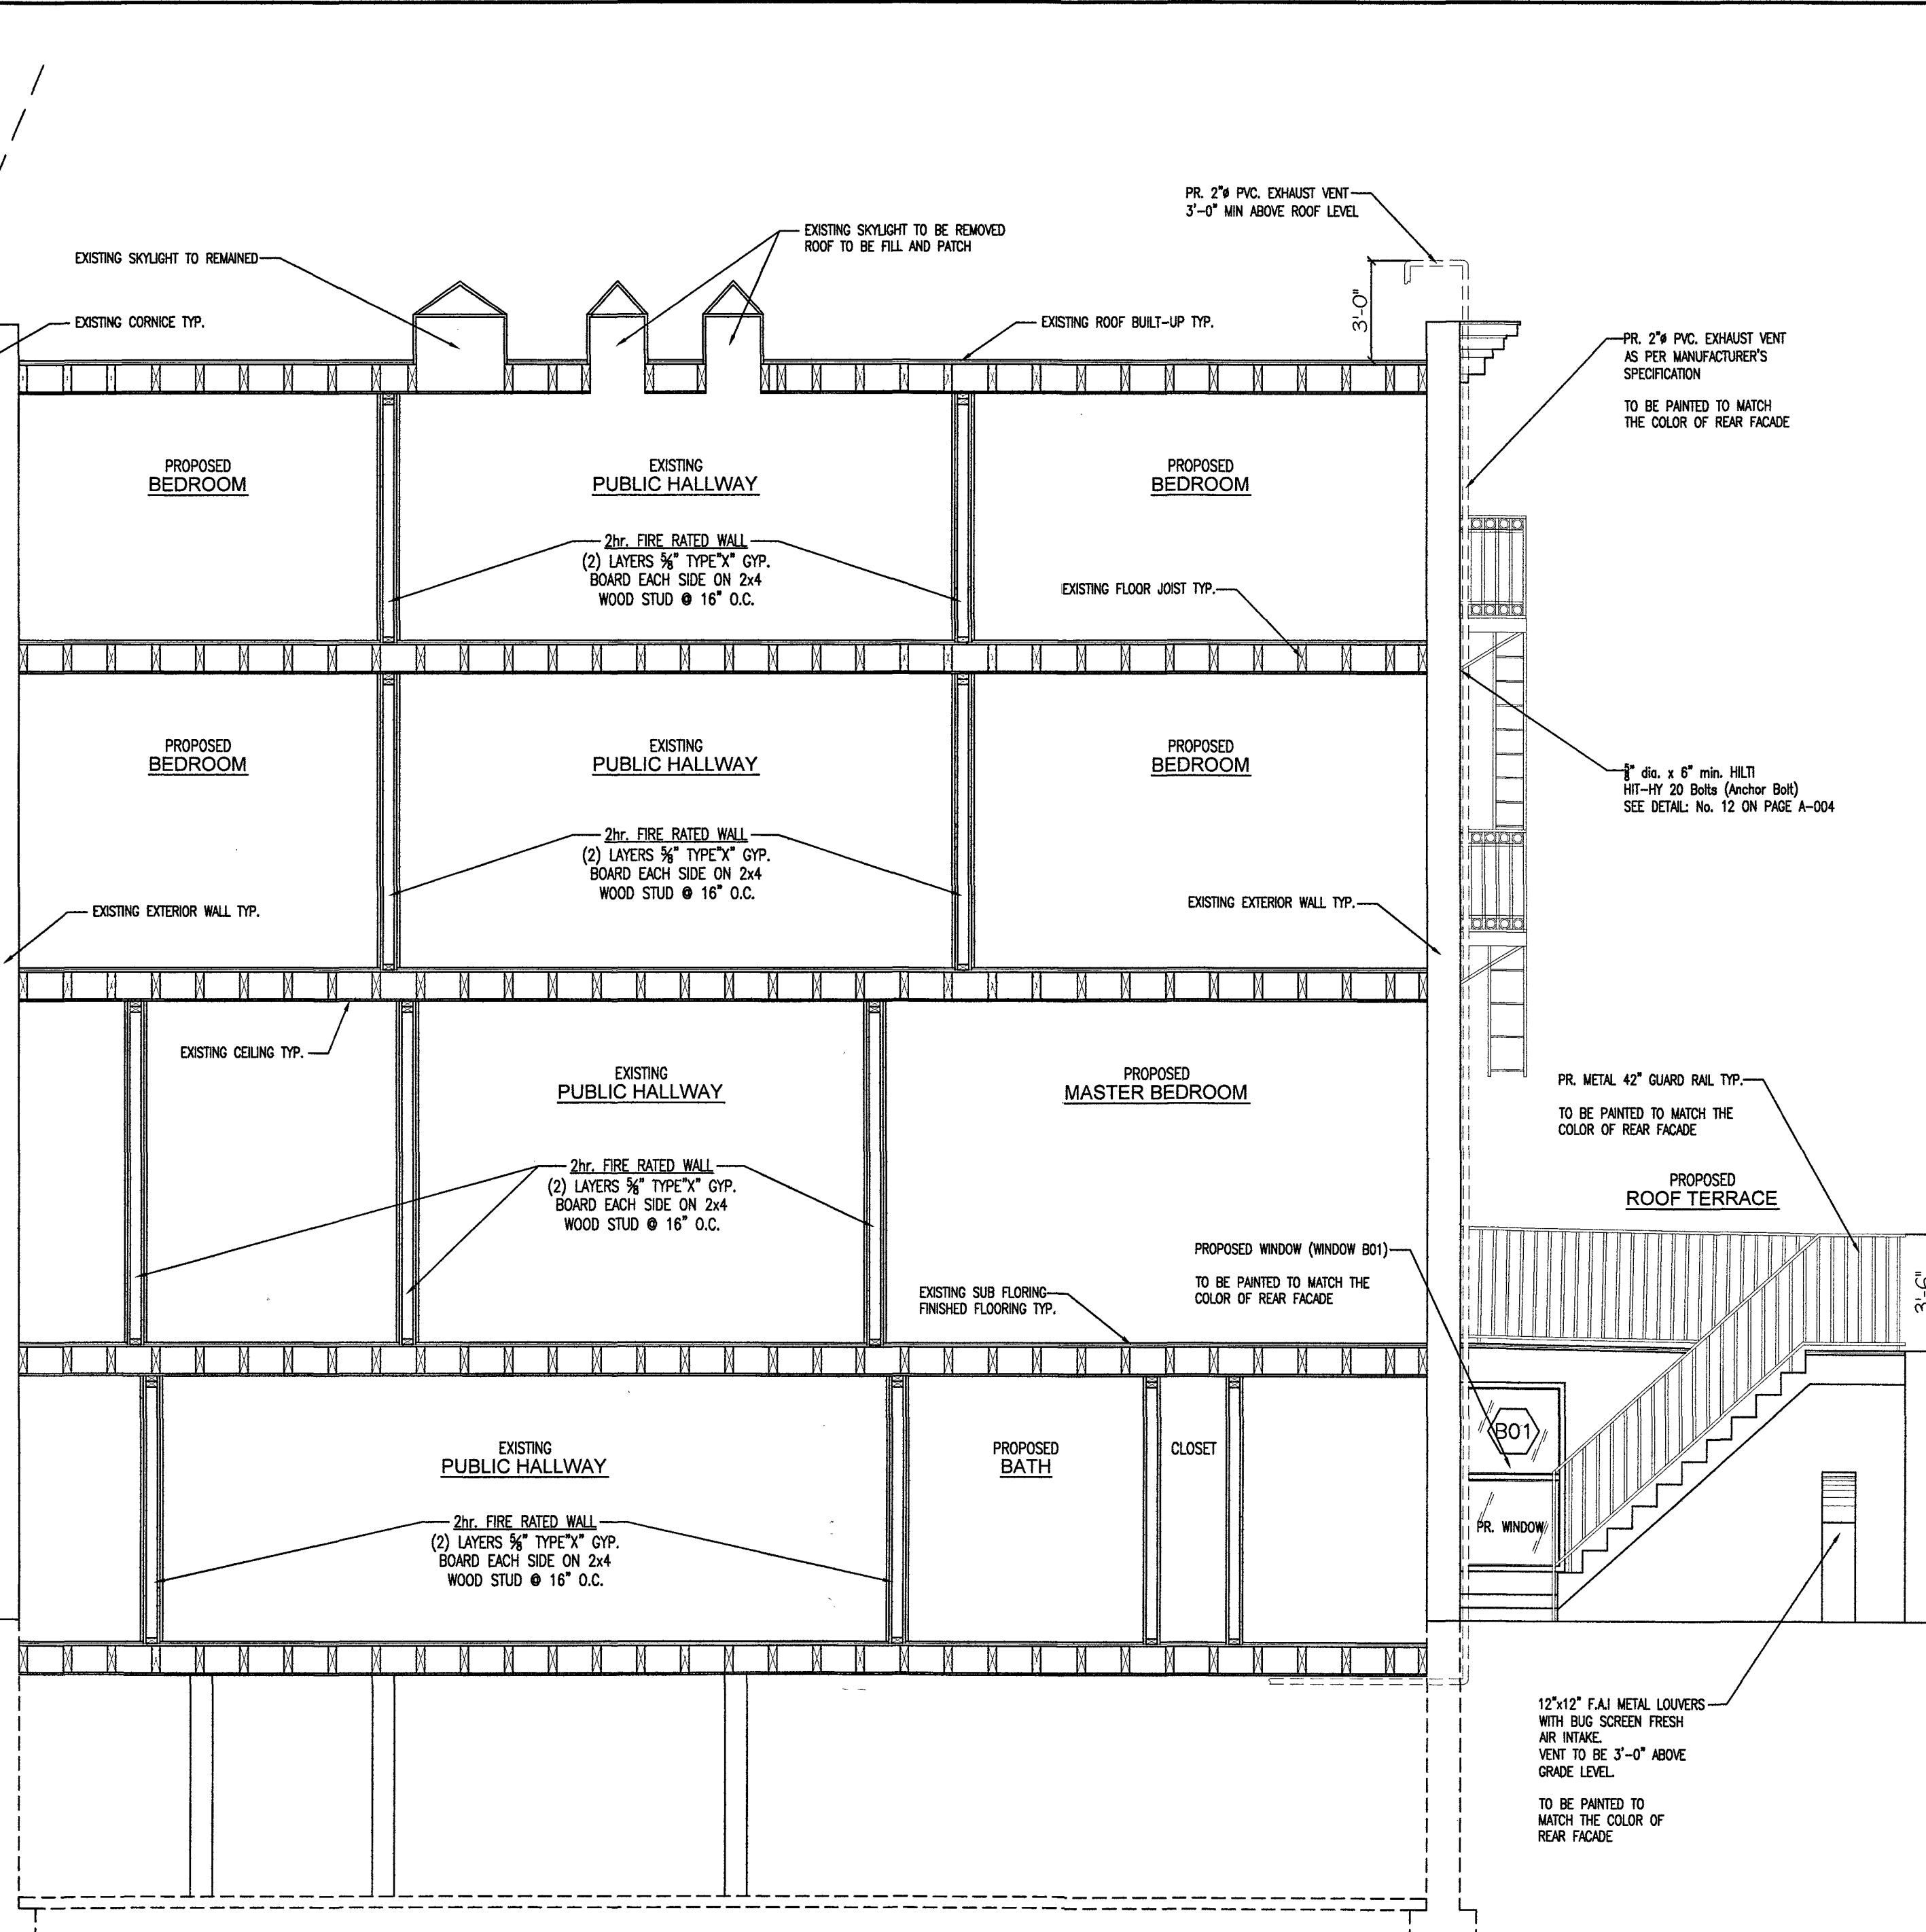 PR. 2"ø PVC. EXHAUST VENT
3'-0" MIN ABOVE ROOF LEVEL
EXISTING SKYLIGHT TO BE REMOVED
ROOF TO BE FILL AND PATCH
EXISTING SKYLIGHT TO REMAINED
EXISTING CORNICE TYP.
EXISTING ROOF BUILT-UP TYP.
3'-0"
PR. 2"ø PVC. EXHAUST VENT
AS PER MANUFACTURER'S
SPECIFICATION
TO BE PAINTED TO MATCH
THE COLOR OF REAR FACADE
PROPOSED
BEDROOM
EXISTING
PUBLIC HALLWAY
PROPOSED
BEDROOM
2hr. FIRE RATED WALL
(2) LAYERS ⅝" TYPE"X" GYP.
BOARD EACH SIDE ON 2x4
WOOD STUD @ 16" O.C.
EXISTING FLOOR JOIST TYP.
PROPOSED
BEDROOM
EXISTING
PUBLIC HALLWAY
PROPOSED
BEDROOM
⅝" dia. x 6" min. HILTI
HIT-HY 20 Bolts (Anchor Bolt)
SEE DETAIL: No. 12 ON PAGE A-004
2hr. FIRE RATED WALL
(2) LAYERS ⅝" TYPE"X" GYP.
BOARD EACH SIDE ON 2x4
WOOD STUD @ 16" O.C.
EXISTING EXTERIOR WALL TYP.
EXISTING EXTERIOR WALL TYP.
EXISTING CEILING TYP.
EXISTING
PUBLIC HALLWAY
PROPOSED
MASTER BEDROOM
PR. METAL 42" GUARD RAIL TYP.
TO BE PAINTED TO MATCH THE
COLOR OF REAR FACADE
2hr. FIRE RATED WALL
(2) LAYERS ⅝" TYPE"X" GYP.
BOARD EACH SIDE ON 2x4
WOOD STUD @ 16" O.C.
PROPOSED
ROOF TERRACE
PROPOSED WINDOW (WINDOW B01)
TO BE PAINTED TO MATCH THE
COLOR OF REAR FACADE
EXISTING SUB FLORING
FINISHED FLOORING TYP.
3'-6"
EXISTING
PUBLIC HALLWAY
PROPOSED
BATH
CLOSET
B01
PR. WINDOW
2hr. FIRE RATED WALL
(2) LAYERS ⅝" TYPE"X" GYP.
BOARD EACH SIDE ON 2x4
WOOD STUD @ 16" O.C.
12"x12" F.A.I METAL LOUVERS
WITH BUG SCREEN FRESH
AIR INTAKE.
VENT TO BE 3'-0" ABOVE
GRADE LEVEL.
TO BE PAINTED TO
MATCH THE COLOR OF
REAR FACADE